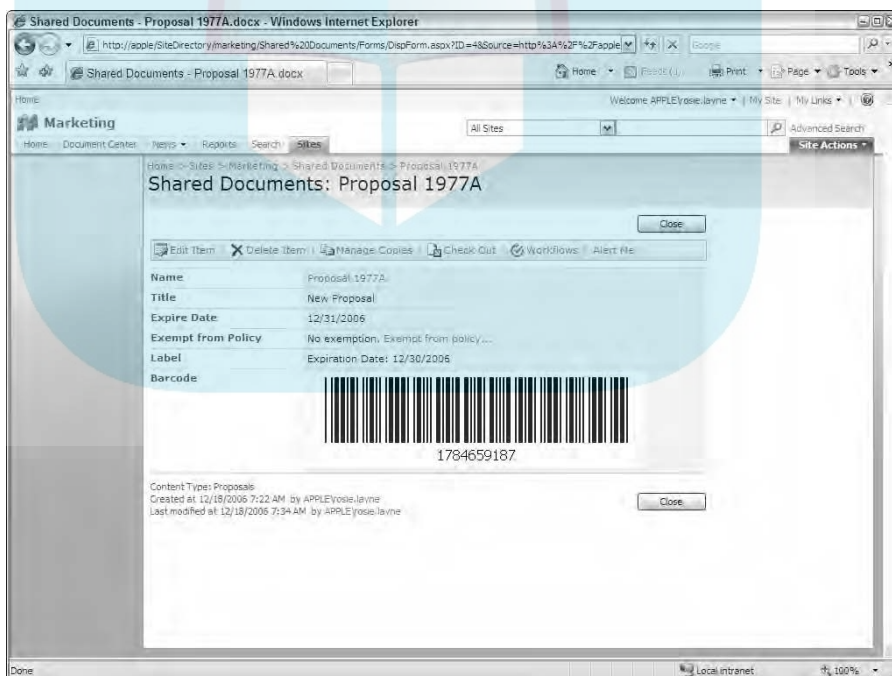 Shared Documents - Proposal 1977A.docx - Windows Internet Explorer
http://apple/SiteDirectory/marketing/Shared%20Documents/Forms/DispForm.aspx?ID=4&Source=http%3A%2F%2Fapple
Google
Shared Documents - Proposal 1977A.docx
Home Feeds Print Page Tools
Home
Welcome APPLE\rosie.layne | My Site | My Links
Marketing
All Sites
Advanced Search
Home Document Center News Reports Search Sites
Site Actions
Home > Sites > Marketing > Shared Documents > Proposal 1977A
Shared Documents: Proposal 1977A
Close
Edit Item | Delete Item | Manage Copies | Check Out | Workflows | Alert Me
Name Proposal 1977A
Title New Proposal
Expire Date 12/31/2006
Exempt from Policy No exemption. Exempt from policy...
Label Expiration Date: 12/30/2006
Barcode
1784659187
Content Type: Proposals
Created at 12/18/2006 7:22 AM by APPLE\rosie.layne
Last modified at 12/18/2006 7:34 AM by APPLE\rosie.layne
Close
Done
Local intranet
100%